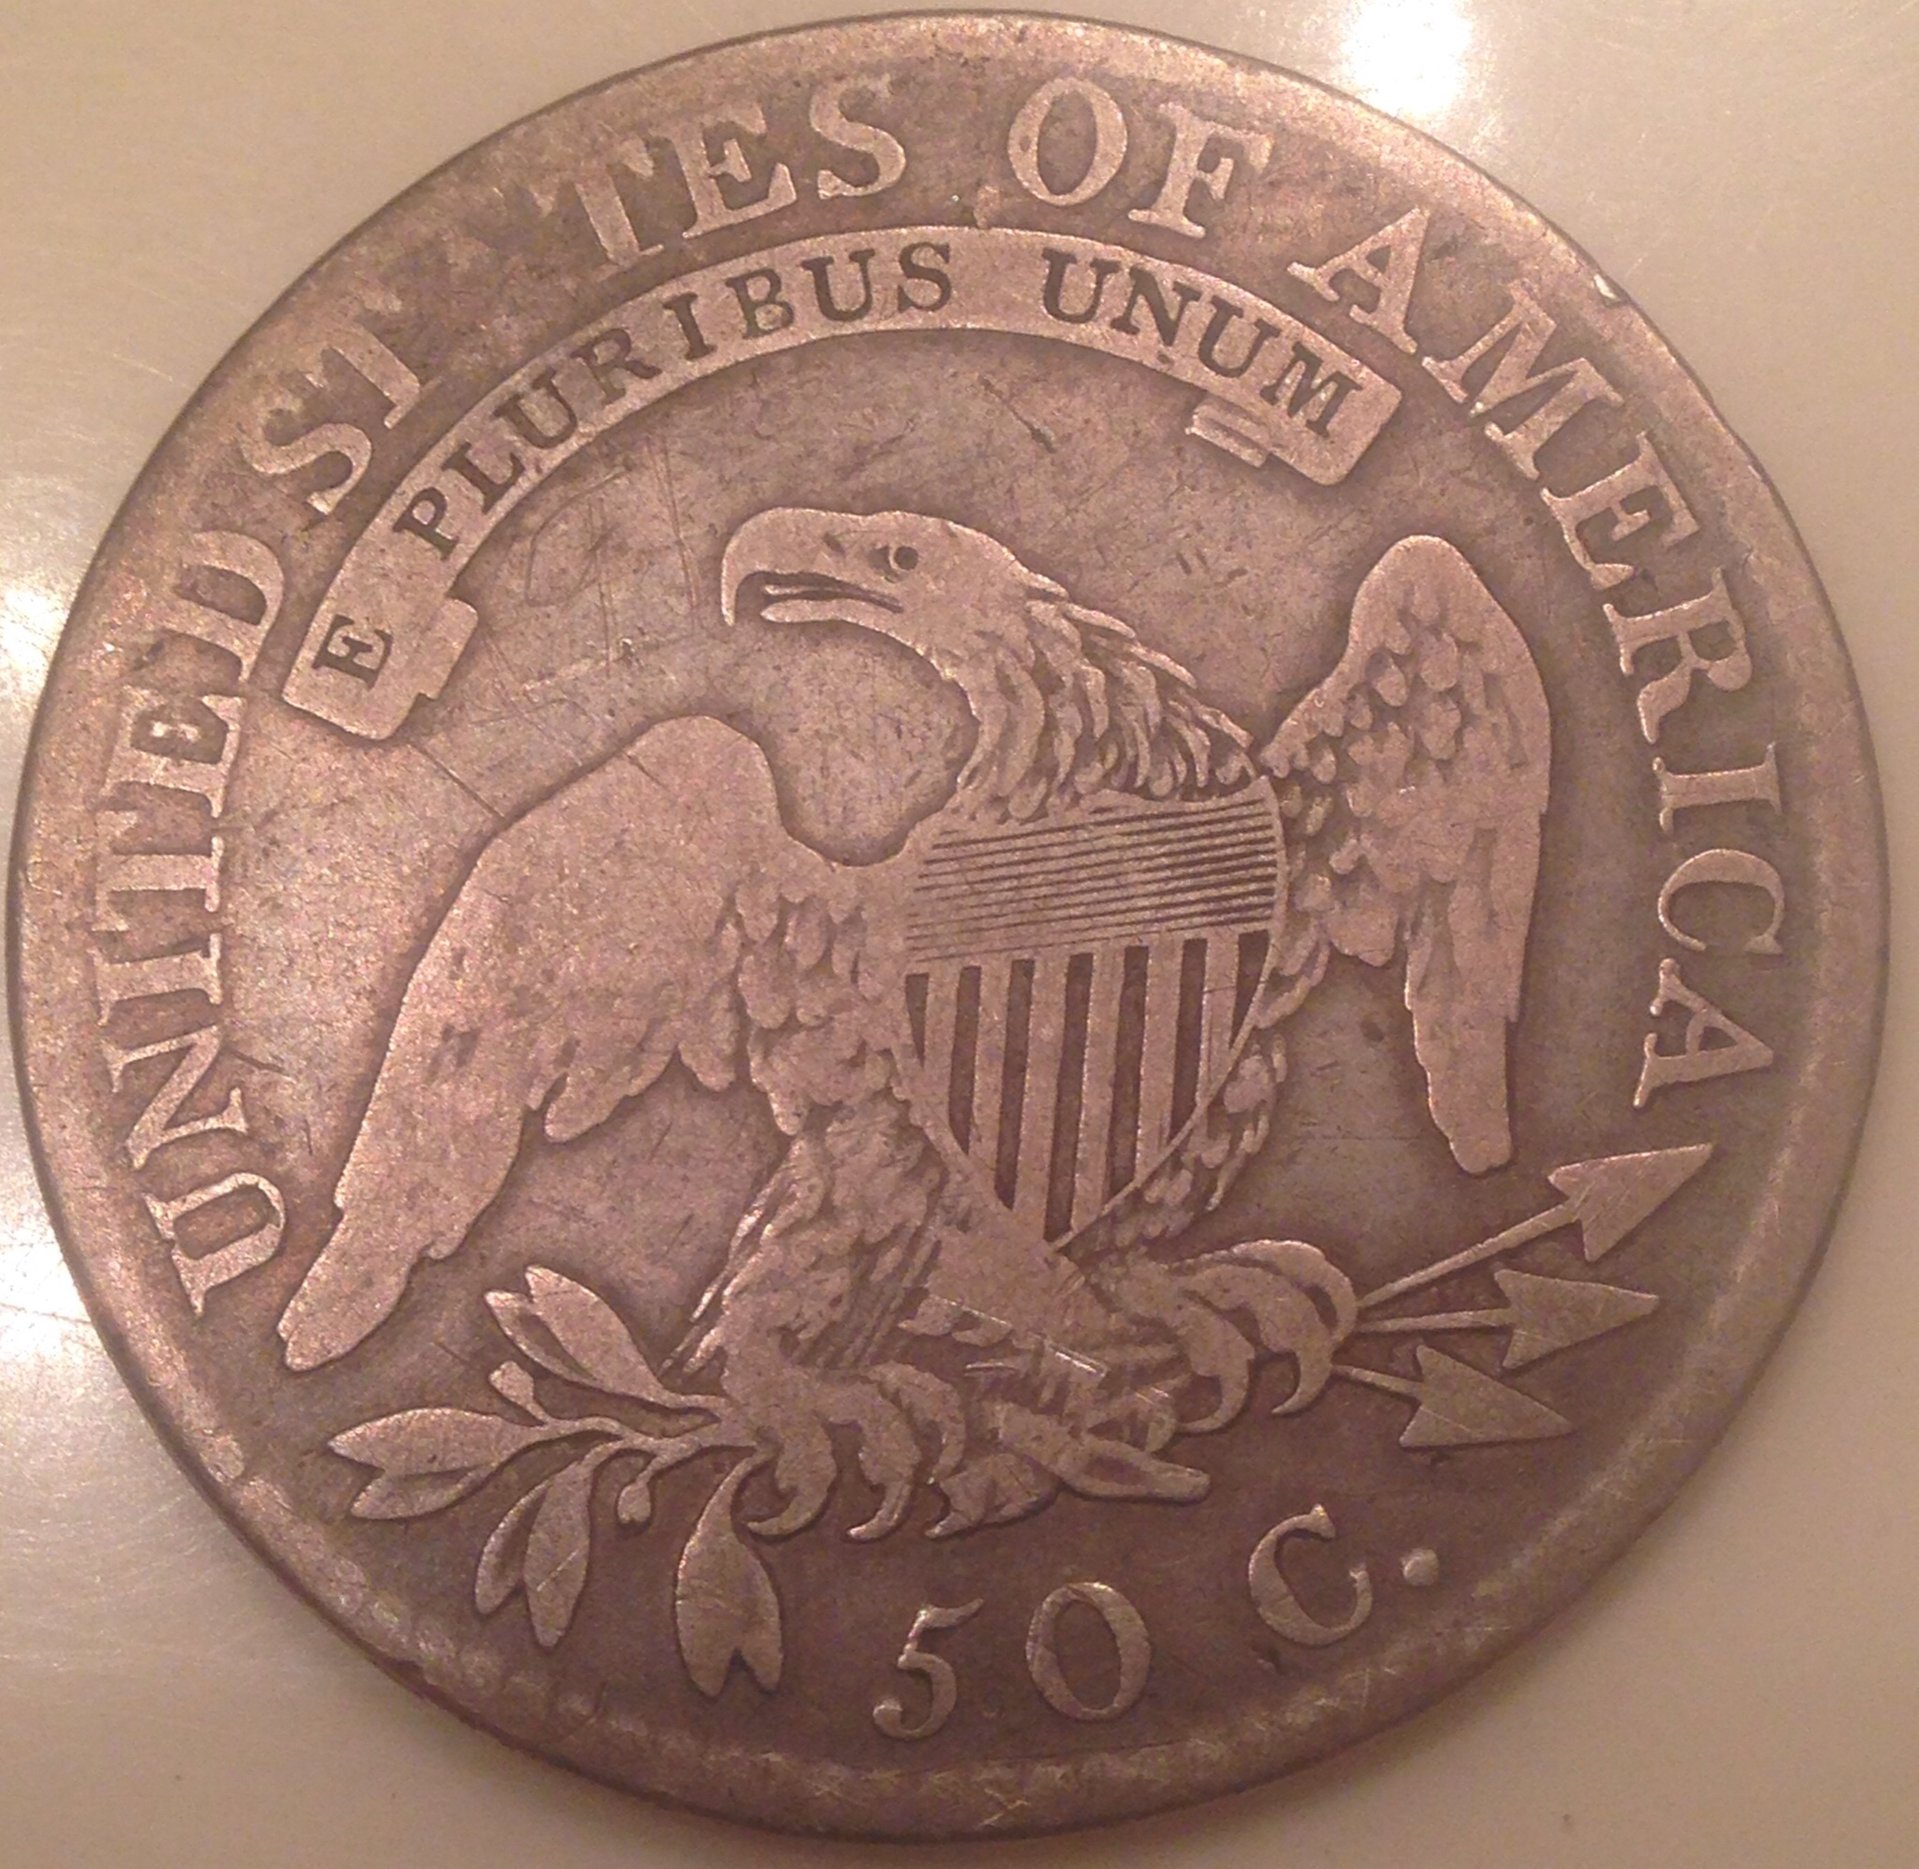 UNITED ST TES OF AMERICA
E PLURIBUS UNUM
50 C.